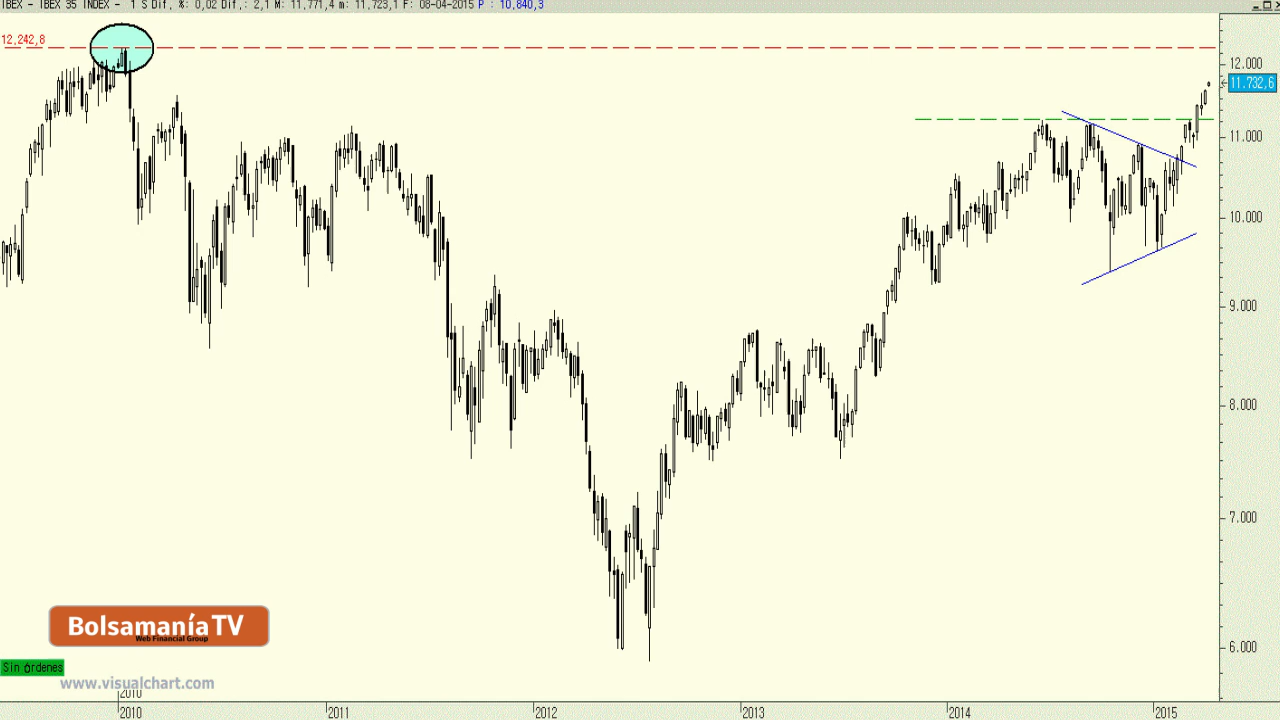 IBEX - IBEX 35 INDEX - 1 S Dif, %: 0,02 Dif,: 2,1 M: 11,771,4 m: 11,723,1 F: 08-04-2015 P : 10,840,3
12,242,8
12.000
11.732,6
11.000
10.000
9.000
8.000
7.000
6.000
Bolsamanía TV
Web Financial Group
Sin órdenes
www.visualchart.com
2010
2010 2011 2012 2013 2014 2015